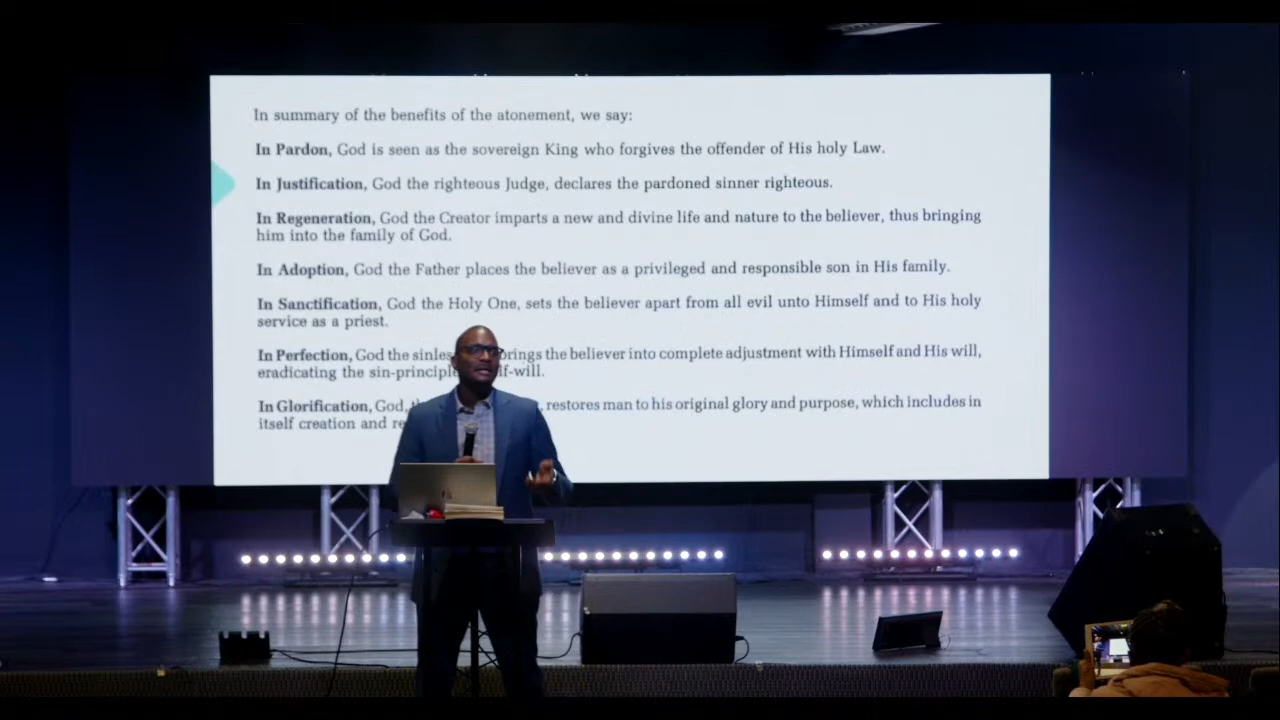 In summary of the benefits of the atonement, we say:
In Pardon, God is seen as the sovereign King who forgives the offender of His holy Law.
In Justification, God the righteous Judge, declares the pardoned sinner righteous.
In Regeneration, God the Creator imparts a new and divine life and nature to the believer, thus bringing
him into the family of God.
In Adoption, God the Father places the believer as a privileged and responsible son in His family.
In Sanctification, God the Holy One, sets the believer apart from all evil unto Himself and to His holy
service as a priest.
In Perfection, God the brings the believer into complete adjustment with Himself and His will,
eradicating the
In Glorification, God, restores man to his original glory and purpose, which includes in
itself creation and